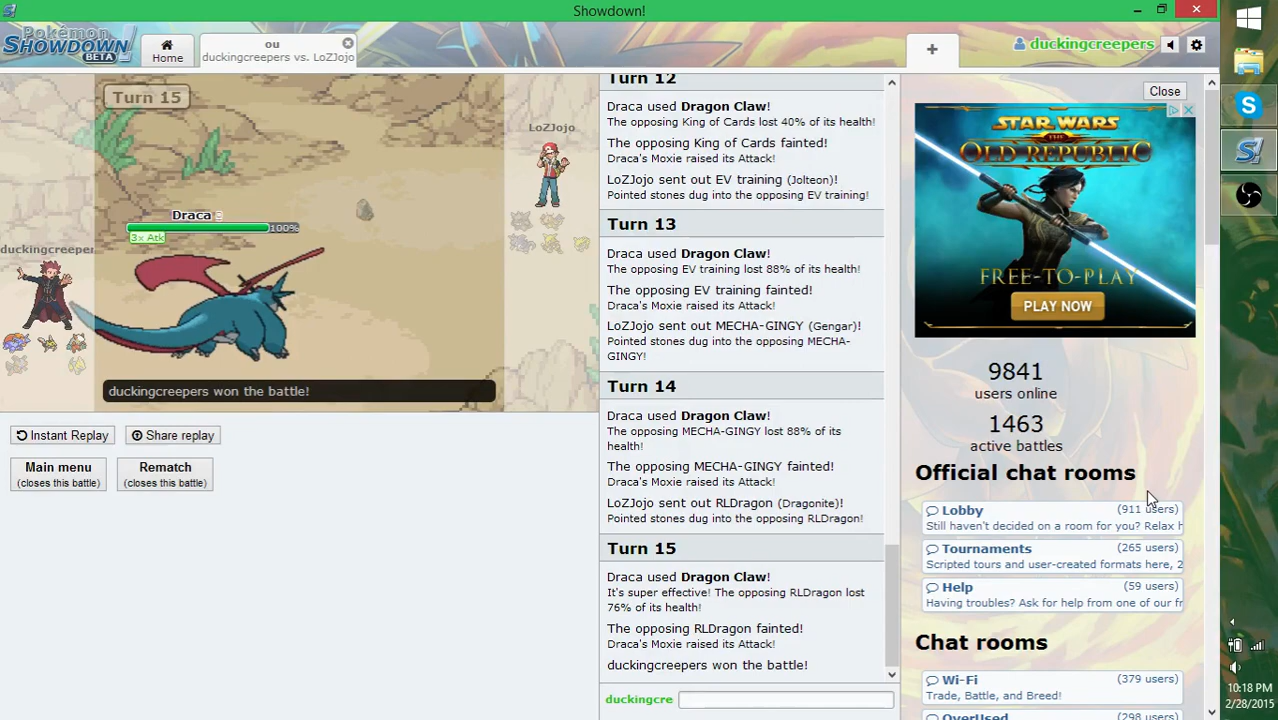 Showdown!
Pokémon
SHOWDOWN!
BETA
Home
ou
duckingcreepers vs. LoZJojo
+
duckingcreepers
Turn 15
duckingcreeper
LoZJojo
Draca
100%
3× Atk
duckingcreepers won the battle!
Instant Replay
Share replay
Main menu
(closes this battle)
Rematch
(closes this battle)
Turn 12
Draca used Dragon Claw!
The opposing King of Cards lost 40% of its health!
The opposing King of Cards fainted!
Draca's Moxie raised its Attack!
LoZJojo sent out EV training (Jolteon)!
Pointed stones dug into the opposing EV training!
Turn 13
Draca used Dragon Claw!
The opposing EV training lost 88% of its health!
The opposing EV training fainted!
Draca's Moxie raised its Attack!
LoZJojo sent out MECHA-GINGY (Gengar)!
Pointed stones dug into the opposing MECHA-
GINGY!
Turn 14
Draca used Dragon Claw!
The opposing MECHA-GINGY lost 88% of its
health!
The opposing MECHA-GINGY fainted!
Draca's Moxie raised its Attack!
LoZJojo sent out RLDragon (Dragonite)!
Pointed stones dug into the opposing RLDragon!
Turn 15
Draca used Dragon Claw!
It's super effective! The opposing RLDragon lost
76% of its health!
The opposing RLDragon fainted!
Draca's Moxie raised its Attack!
duckingcreepers won the battle!
duckingcre
Close
STAR WARS
THE
OLD REPUBLIC
FREE-TO-PLAY
PLAY NOW
9841
users online
1463
active battles
Official chat rooms
Lobby (911 users)
Still haven't decided on a room for you? Relax h
Tournaments (265 users)
Scripted tours and user-created formats here, 2
Help (59 users)
Having troubles? Ask for help from one of our fr
Chat rooms
Wi-Fi (379 users)
Trade, Battle, and Breed!
OverUsed (298 users)
10:18 PM
2/28/2015